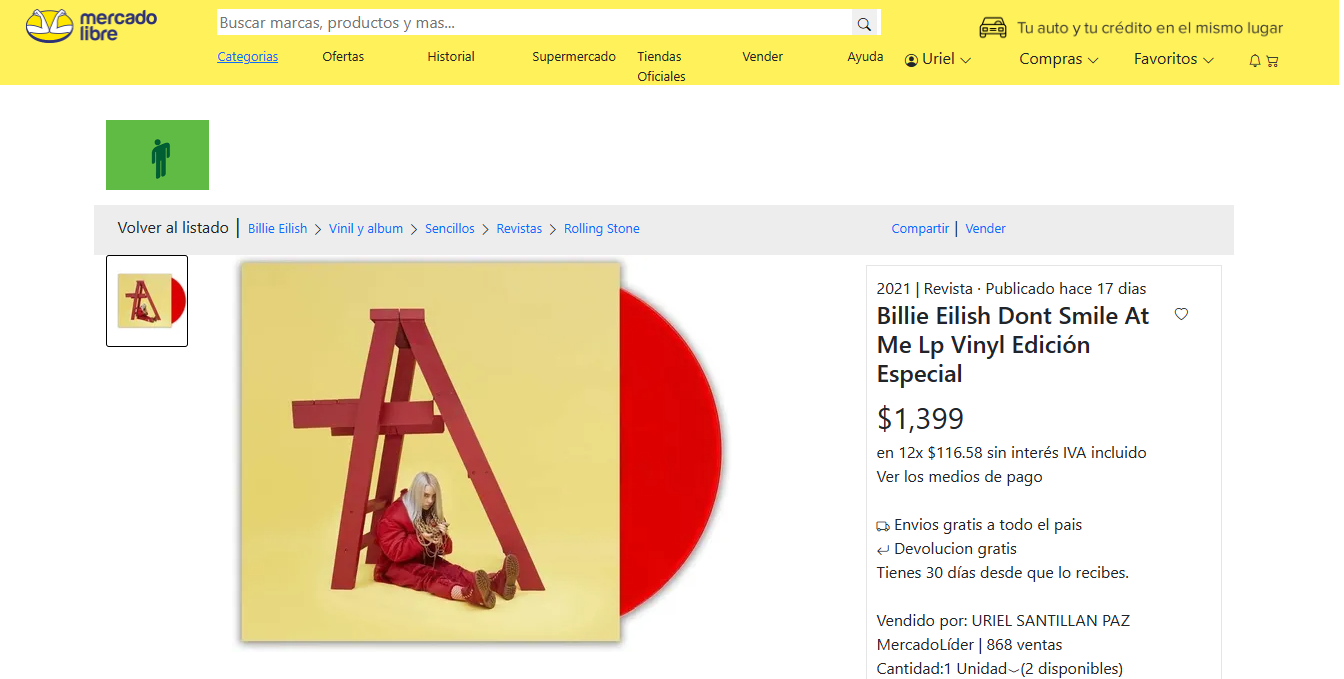 mercado
libre
Buscar marcas, productos y mas...
Tu auto y tu crédito en el mismo lugar
Categorias Ofertas Historial Supermercado Tiendas Oficiales Vender Ayuda
Uriel Compras Favoritos
Volver al listado | Billie Eilish > Vinil y album > Sencillos > Revistas > Rolling Stone
Compartir | Vender
2021 | Revista · Publicado hace 17 dias
Billie Eilish Dont Smile At
Me Lp Vinyl Edición
Especial
$1,399
en 12x $116.58 sin interés IVA incluido
Ver los medios de pago
Envios gratis a todo el pais
Devolucion gratis
Tienes 30 días desde que lo recibes.
Vendido por: URIEL SANTILLAN PAZ
MercadoLíder | 868 ventas
Cantidad:1 Unidad (2 disponibles)